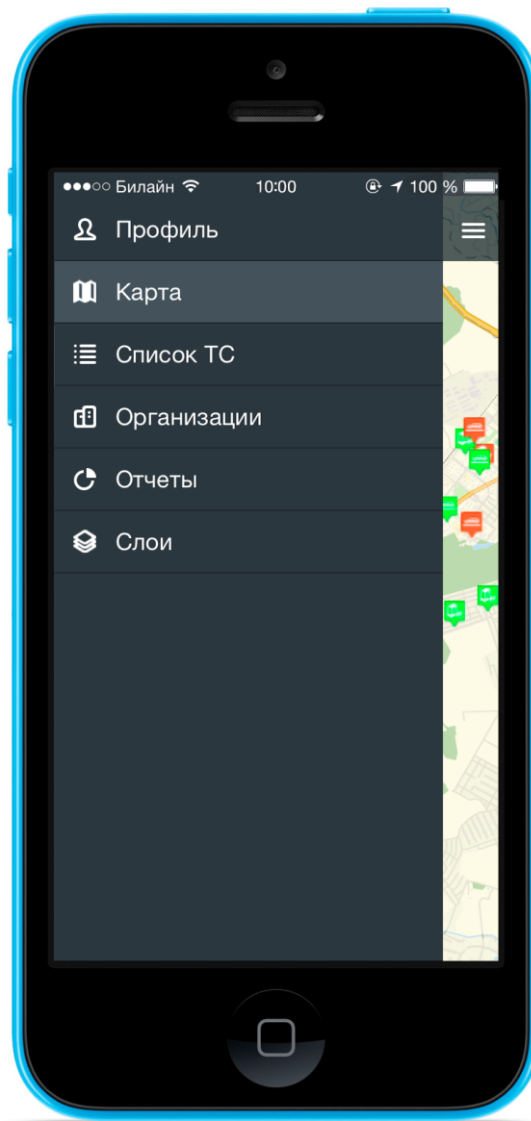 Билайн 10:00 100 %
Профиль
Карта
Список ТС
Организации
Отчеты
Слои